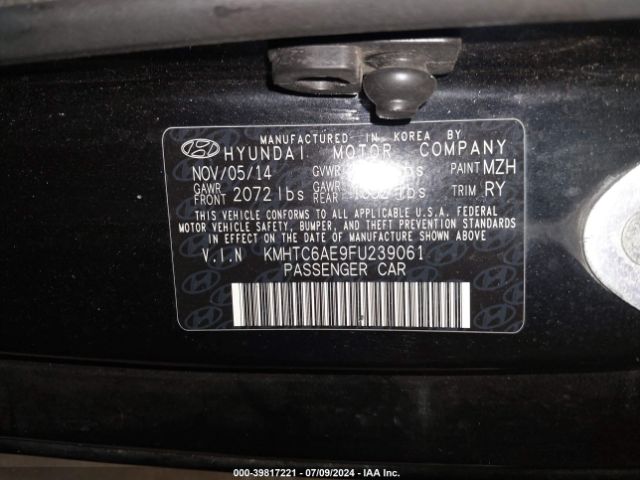 MANUFACTURED IN KOREA BY
HYUNDAI MOTOR COMPANY
NOV/05/14 GVWR PAINT MZH
GAWR FRONT 2072 lbs GAWR REAR lbs TRIM RY
THIS VEHICLE CONFORMS TO ALL APPLICABLE U.S.A. FEDERAL
MOTOR VEHICLE SAFETY, BUMPER, AND THEFT PREVENTION STANDARDS
IN EFFECT ON THE DATE OF MANUFACTURE SHOWN ABOVE.
V.I.N KMHTC6AE9FU239061
PASSENGER CAR
000-39817221 - 07/09/2024 - IAA Inc.